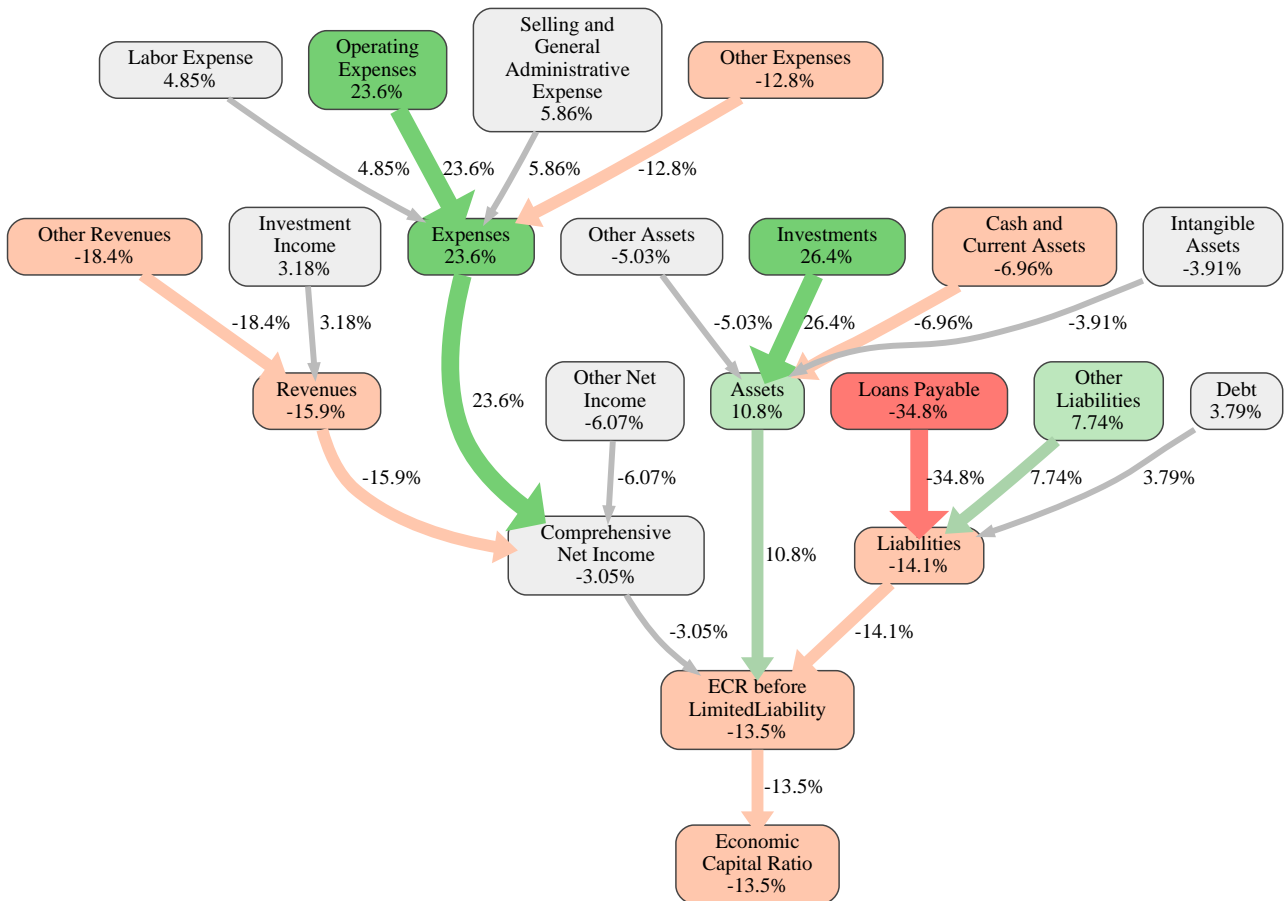 Labor Expense
4.85%
Operating
Expenses
23.6%
Selling and
General
Administrative
Expense
5.86%
Other Expenses
-12.8%
4.85%
23.6%
5.86%
-12.8%
Other Revenues
-18.4%
Investment
Income
3.18%
Expenses
23.6%
Other Assets
-5.03%
Investments
26.4%
Cash and
Current Assets
-6.96%
Intangible
Assets
-3.91%
-18.4%
3.18%
-5.03%
26.4%
-6.96%
-3.91%
Revenues
-15.9%
23.6%
Other Net
Income
-6.07%
Assets
10.8%
Loans Payable
-34.8%
Other
Liabilities
7.74%
Debt
3.79%
-15.9%
-6.07%
-34.8%
7.74%
3.79%
Comprehensive
Net Income
-3.05%
10.8%
Liabilities
-14.1%
-3.05%
-14.1%
ECR before
LimitedLiability
-13.5%
-13.5%
Economic
Capital Ratio
-13.5%